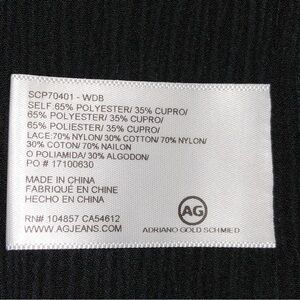 SCP70401 - WDB
SELF:65% POLYESTER/ 35% CUPRO/
65% POLYESTER/ 35% CUPRO/
65% POLIESTER/ 35% CUPRO
LACE:70% NYLON/ 30% COTTON/ 70% NYLON/
30% COTON/ 70% NAILON
O POLIAMIDA/ 30% ALGODON/
PO # 17100630
MADE IN CHINA
FABRIQUÉ EN CHINE
HECHO EN CHINA
RN# 104857 CA54612
WWW.AGJEANS.COM
AG
ADRIANO GOLDSCHMIED